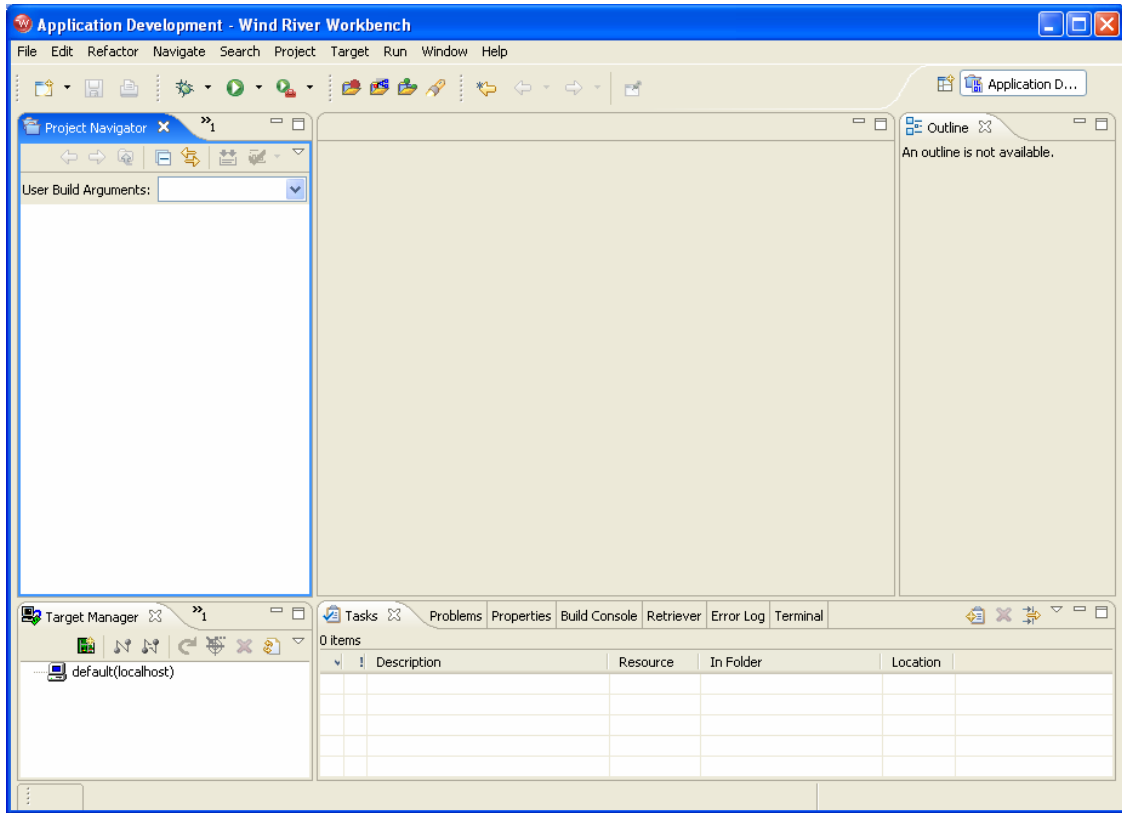 Application Development - Wind River Workbench
File Edit Refactor Navigate Search Project Target Run Window Help
Application D...
Project Navigator »1
Outline
User Build Arguments:
An outline is not available.
Target Manager »1
Tasks Problems Properties Build Console Retriever Error Log Terminal
0 items
! Description Resource In Folder Location
default(localhost)